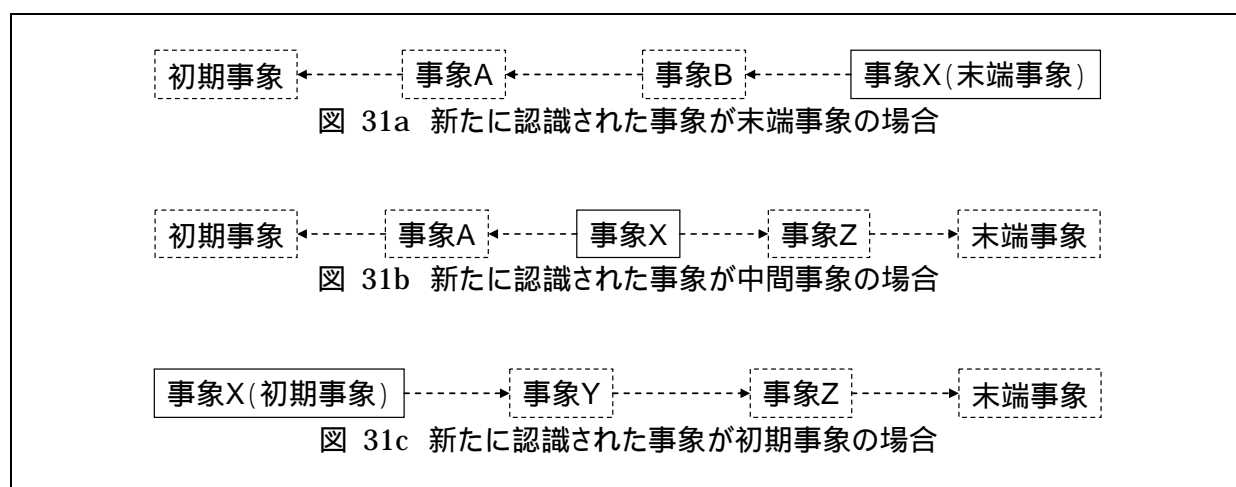 初期事象 事象A 事象B 事象X(末端事象)
図 31a 新たに認識された事象が末端事象の場合
初期事象 事象A 事象X 事象Z 末端事象
図 31b 新たに認識された事象が中間事象の場合
事象X(初期事象) 事象Y 事象Z 末端事象
図 31c 新たに認識された事象が初期事象の場合